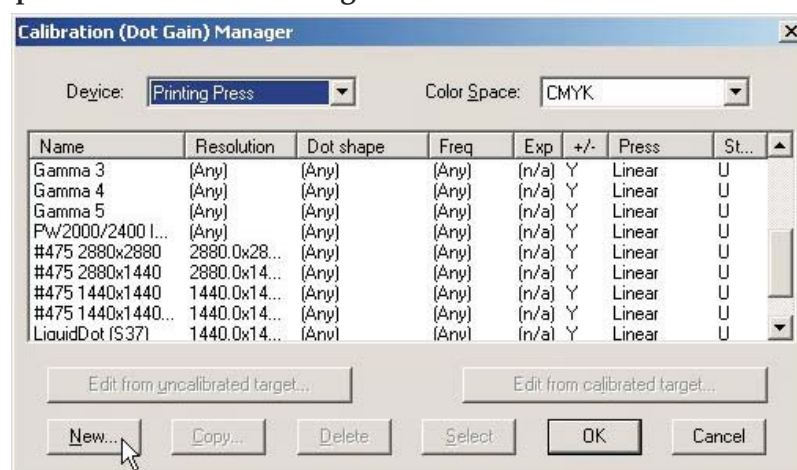 Calibration (Dot Gain) Manager
Device: Printing Press Color Space: CMYK
Name Resolution Dot shape Freq Exp +/- Press St...
Gamma 3 (Any) (Any) (Any) (n/a) Y Linear U
Gamma 4 (Any) (Any) (Any) (n/a) Y Linear U
Gamma 5 (Any) (Any) (Any) (n/a) Y Linear U
PW2000/2400 I... (Any) (Any) (Any) (n/a) Y Linear U
#475 2880x2880 2880.0x28... (Any) (Any) (n/a) Y Linear U
#475 2880x1440 2880.0x14... (Any) (Any) (n/a) Y Linear U
#475 1440x1440 1440.0x14... (Any) (Any) (n/a) Y Linear U
#475 1440x1440... 1440.0x14... (Any) (Any) (n/a) Y Linear U
LiquidDot (S37) 1440.0x14... (Any) (Any) (n/a) Y Linear U
Edit from uncalibrated target... Edit from calibrated target...
New... Copy... Delete Select OK Cancel